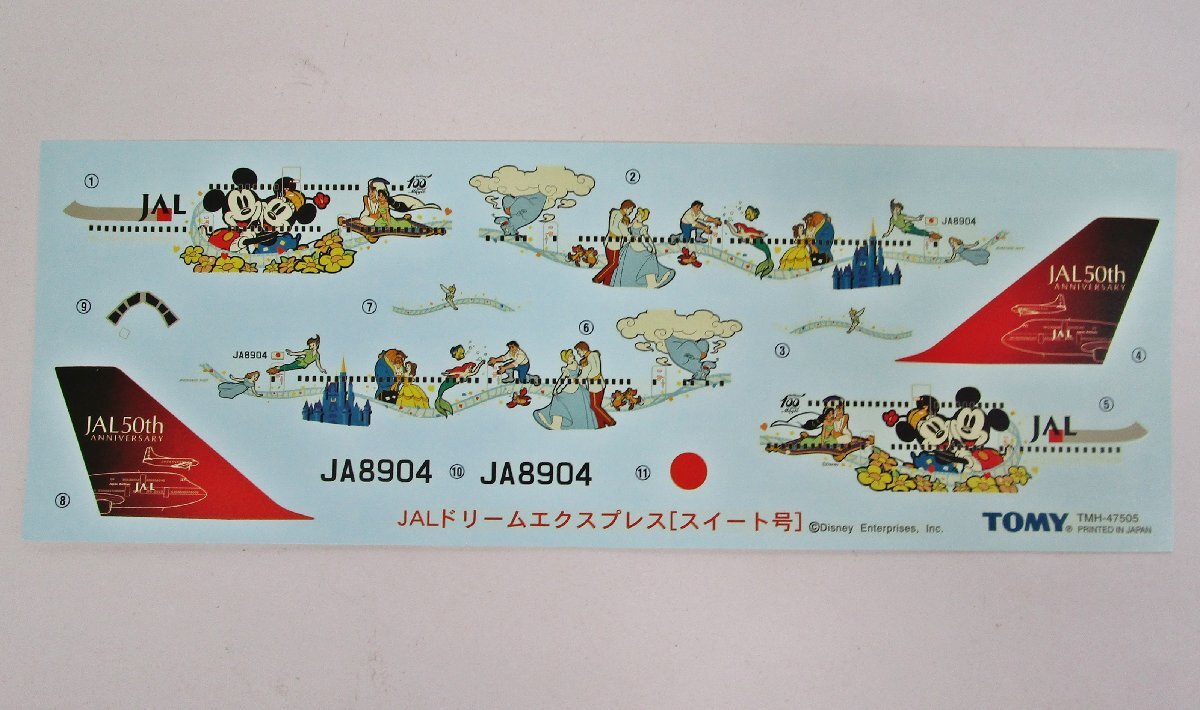 ①
JAL
100
②
JA8904
JAL50th
ANNIVERSARY
JAL
④
⑨
⑦
⑥
③
JA8904
100
JAL
⑤
JAL50th
ANNIVERSARY
JAL
⑧
JA8904
⑩
JA8904
⑪
JALドリームエクスプレス[スイート号]
©Disney Enterprises, Inc.
TOMY®
TMH-47505
PRINTED IN JAPAN